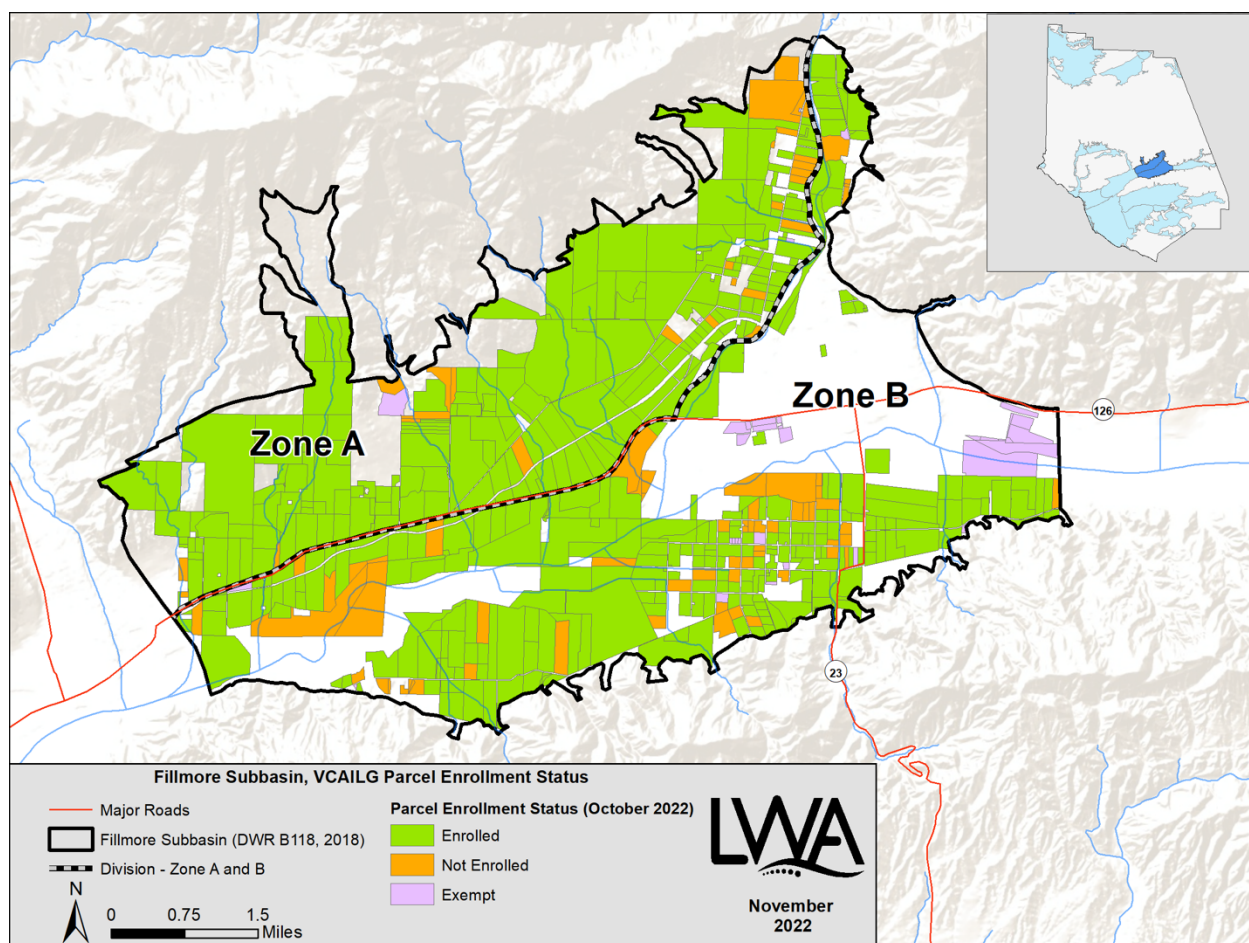 Zone A
Zone B
126
23
Fillmore Subbasin, VCAILG Parcel Enrollment Status
Major Roads
Fillmore Subbasin (DWR B118, 2018)
Division - Zone A and B
N
0 0.75 1.5
Miles
Parcel Enrollment Status (October 2022)
Enrolled
Not Enrolled
Exempt
LWA
November
2022